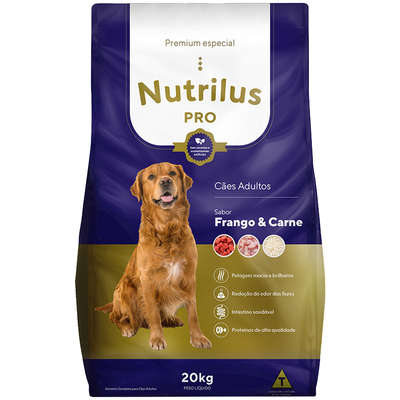 Premium especial
Nutrilus
PRO
Cães Adultos
Sabor
Frango & Carne
Pelagem macia e brilhante
Redução do odor das fezes
Intestino saudável
Proteínas de alta qualidade
20kg
PESO LÍQUIDO
T